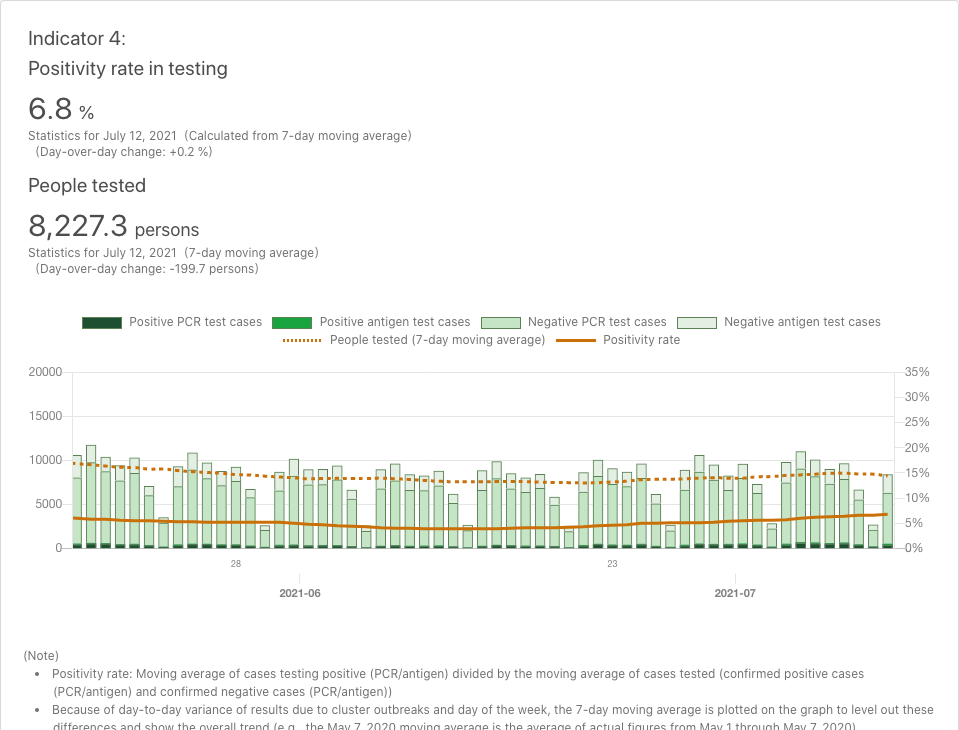 Indicator 4:
Positivity rate in testing
6.8 %
Statistics for July 12, 2021 (Calculated from 7-day moving average)
(Day-over-day change: +0.2 %)
People tested
8,227.3 persons
Statistics for July 12, 2021 (7-day moving average)
(Day-over-day change: -199.7 persons)
Positive PCR test cases Positive antigen test cases Negative PCR test cases Negative antigen test cases
People tested (7-day moving average) Positivity rate
20000 35%
30%
15000
25%
20%
10000
15%
10%
5000
5%
0 0%
28 23
2021-06 2021-07
(Note)
• Positivity rate: Moving average of cases testing positive (PCR/antigen) divided by the moving average of cases tested (confirmed positive cases
(PCR/antigen) and confirmed negative cases (PCR/antigen))
• Because of day-to-day variance of results due to cluster outbreaks and day of the week, the 7-day moving average is plotted on the graph to level out these
differences and show the overall trend (e.g., the May 7, 2020 moving average is the average of actual figures from May 1 through May 7, 2020)